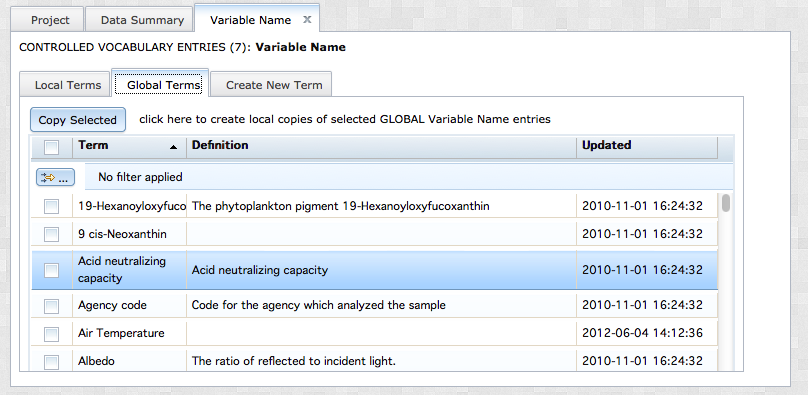 Project Data Summary Variable Name x
CONTROLLED VOCABULARY ENTRIES (7): Variable Name
Local Terms Global Terms Create New Term
Copy Selected click here to create local copies of selected GLOBAL Variable Name entries
Term Definition Updated
... No filter applied
19-Hexanoyloxyfuco The phytoplankton pigment 19-Hexanoyloxyfucoxanthin 2010-11-01 16:24:32
9 cis-Neoxanthin 2010-11-01 16:24:32
Acid neutralizing
capacity Acid neutralizing capacity 2010-11-01 16:24:32
Agency code Code for the agency which analyzed the sample 2010-11-01 16:24:32
Air Temperature 2012-06-04 14:12:36
Albedo The ratio of reflected to incident light. 2010-11-01 16:24:32